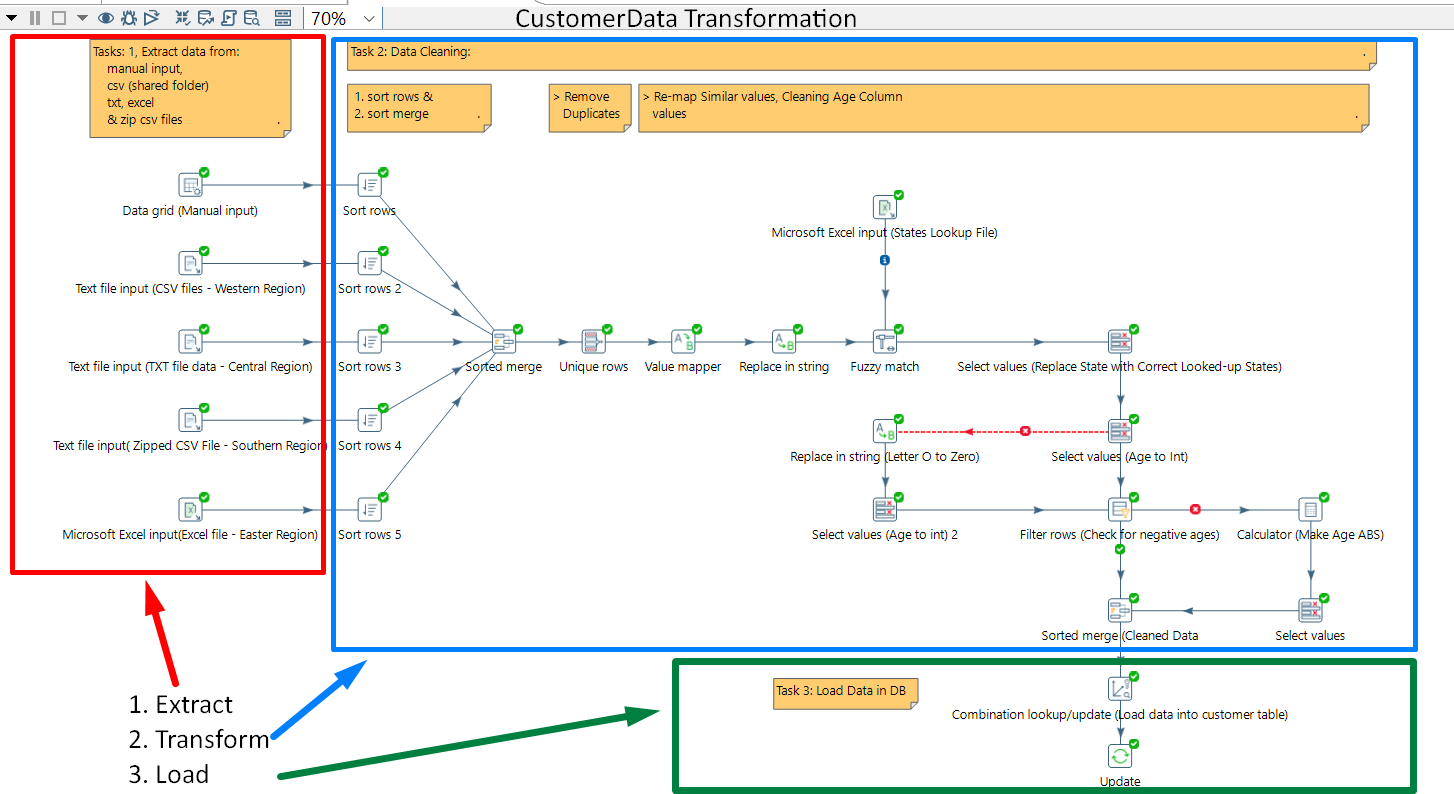 70%
CustomerData Transformation
Tasks: 1, Extract data from:
manual input,
csv (shared folder)
txt, excel
& zip csv files .
Task 2: Data Cleaning: .
1. sort rows &
2. sort merge .
> Remove
Duplicates
> Re-map Similar values, Cleaning Age Column
values .
Data grid (Manual input)
Sort rows
Microsoft Excel input (States Lookup File)
Text file input (CSV files - Western Region)
Sort rows 2
Text file input (TXT file data - Central Region)
Sort rows 3
Sorted merge
Unique rows
Value mapper
Replace in string
Fuzzy match
Select values (Replace State with Correct Looked-up States)
Text file input( Zipped CSV File - Southern Region)
Sort rows 4
Replace in string (Letter O to Zero)
Select values (Age to Int)
Microsoft Excel input(Excel file - Easter Region)
Sort rows 5
Select values (Age to int) 2
Filter rows (Check for negative ages)
Calculator (Make Age ABS)
Sorted merge (Cleaned Data
Select values
Task 3: Load Data in DB
Combination lookup/update (Load data into customer table)
Update
1. Extract
2. Transform
3. Load